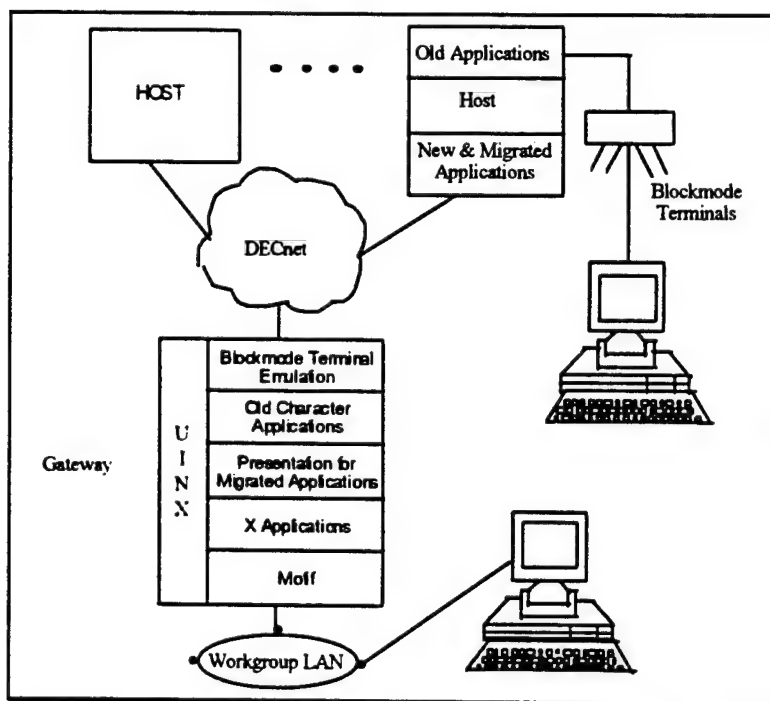 HOST
Old Applications
Host
New & Migrated
Applications
Blockmode
Terminals
DECnet
Gateway
U
I
N
X
Blockmode Terminal
Emulation
Old Character
Applications
Presentation for
Migrated Applications
X Applications
Motf
Workgroup LAN